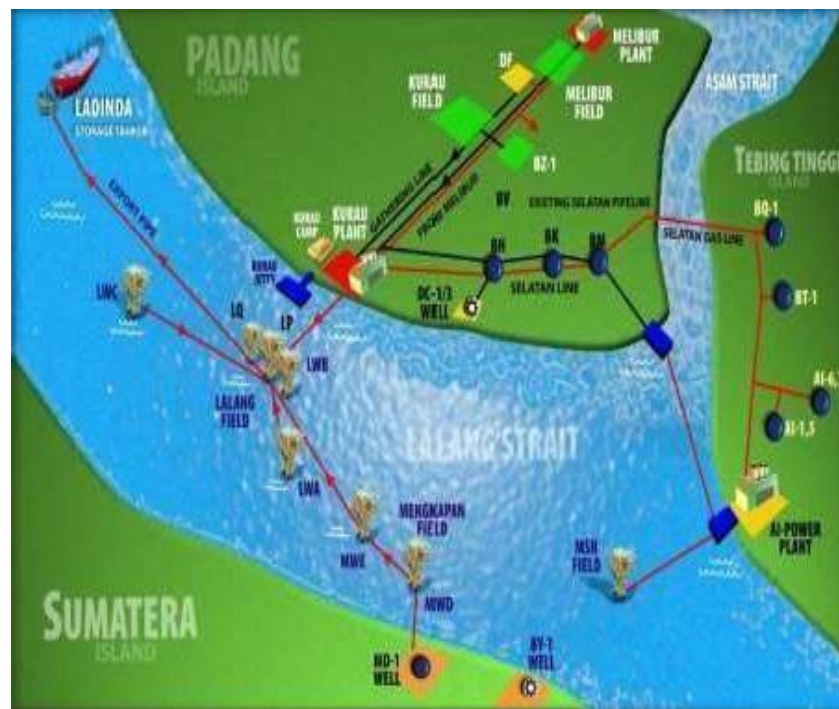 PADANG
ISLAND
MELIBUR
PLANT
DF
KURAU
FIELD
MELIBUR
FIELD
ASAM STRAIT
LADINDA
STORAGE TANKER
BZ-1
TEBING TINGGI
ISLAND
GATHERING LINE
FROM MELIBUR
EXPORT PIPE
BV
EXISTING SELATAN PIPELINE
BO-1
SELATAN GAS LINE
KURAU
CAMP
KURAU
PLANT
BN
BK
BM
KURAU
JETTY
DC-1/3
WELL
SELATAN LINE
BT-1
LWC
LQ
LP
LWB
LALANG
FIELD
AI-6,
AI-1,5
LALANG STRAIT
LWA
MENGKAPAN
FIELD
MWE
MSH
FIELD
AI-POWER
PLANT
MWD
SUMATERA
ISLAND
MD-1
WELL
BY-1
WELL